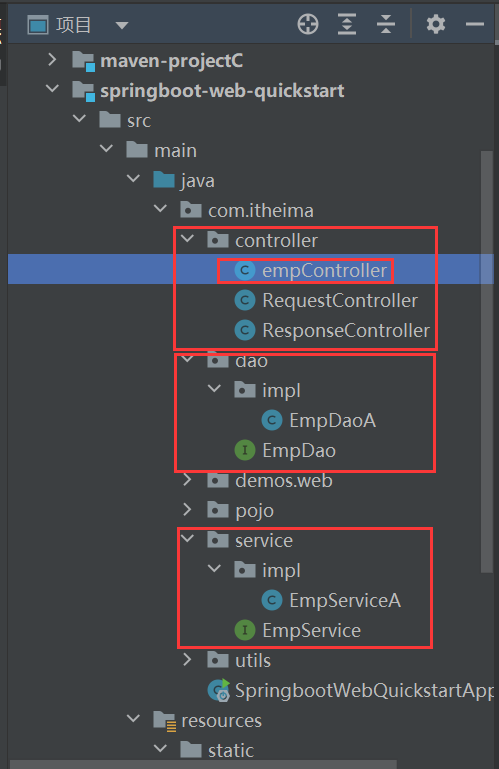 项目
maven-projectC
springboot-web-quickstart
src
main
java
com.itheima
controller
empController
RequestController
ResponseController
dao
impl
EmpDaoA
EmpDao
demos.web
pojo
service
impl
EmpServiceA
EmpService
utils
SpringbootWebQuickstartApp
resources
static